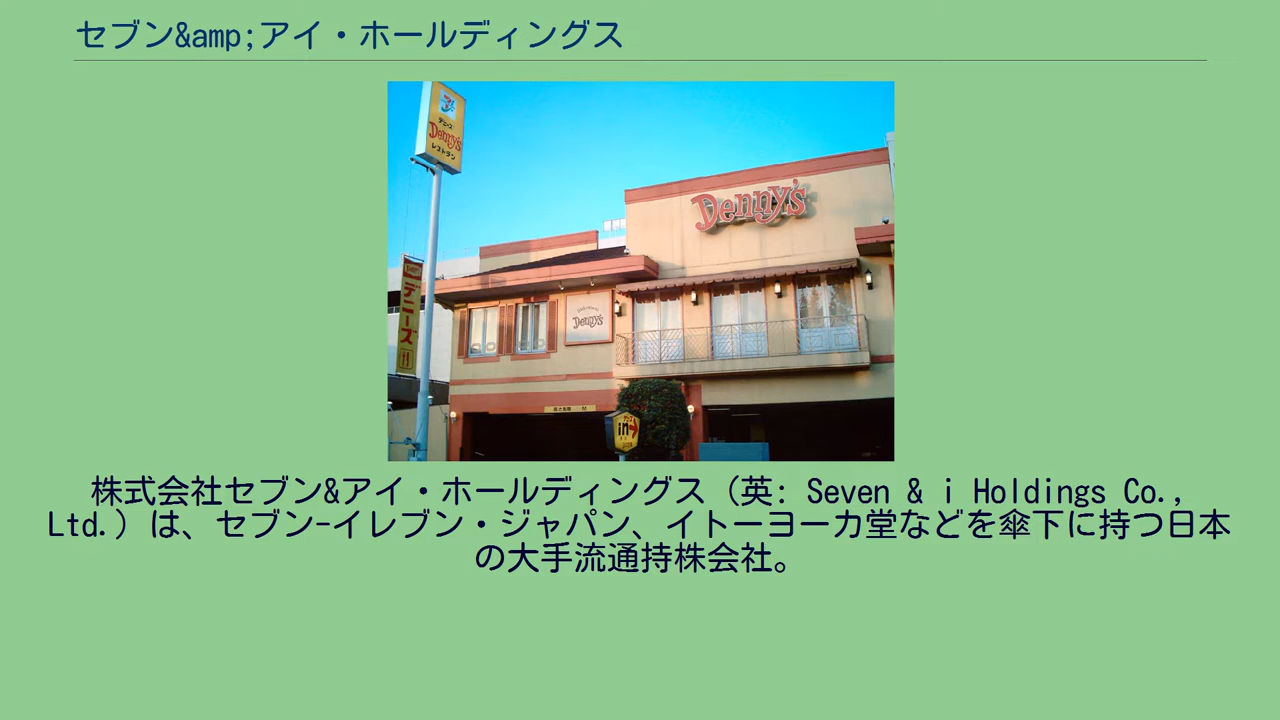 セブン&amp;アイ・ホールディングス
デニーズ
Denny's
レストラン
Denny's
デニーズ
Denny's
in
株式会社セブン&アイ・ホールディングス（英: Seven & i Holdings Co.,
Ltd.）は、セブン-イレブン・ジャパン、イトーヨーカ堂などを傘下に持つ日本
の大手流通持株会社。